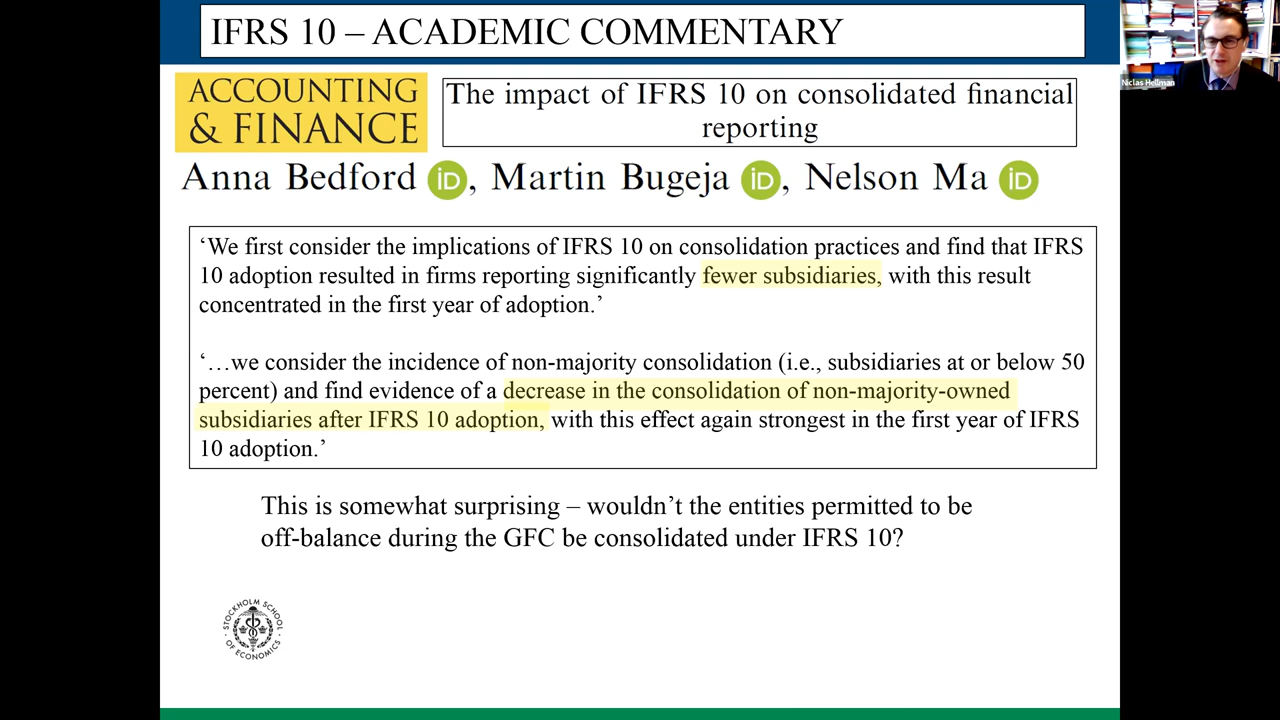 IFRS 10 – ACADEMIC COMMENTARY
Niclas Hellman
ACCOUNTING
& FINANCE
The impact of IFRS 10 on consolidated financial
reporting
Anna Bedford iD, Martin Bugeja iD, Nelson Ma iD
‘We first consider the implications of IFRS 10 on consolidation practices and find that IFRS
10 adoption resulted in firms reporting significantly fewer subsidiaries, with this result
concentrated in the first year of adoption.’
‘…we consider the incidence of non-majority consolidation (i.e., subsidiaries at or below 50
percent) and find evidence of a decrease in the consolidation of non-majority-owned
subsidiaries after IFRS 10 adoption, with this effect again strongest in the first year of IFRS
10 adoption.’
This is somewhat surprising – wouldn’t the entities permitted to be
off-balance during the GFC be consolidated under IFRS 10?
STOCKHOLM SCHOOL
OF ECONOMICS